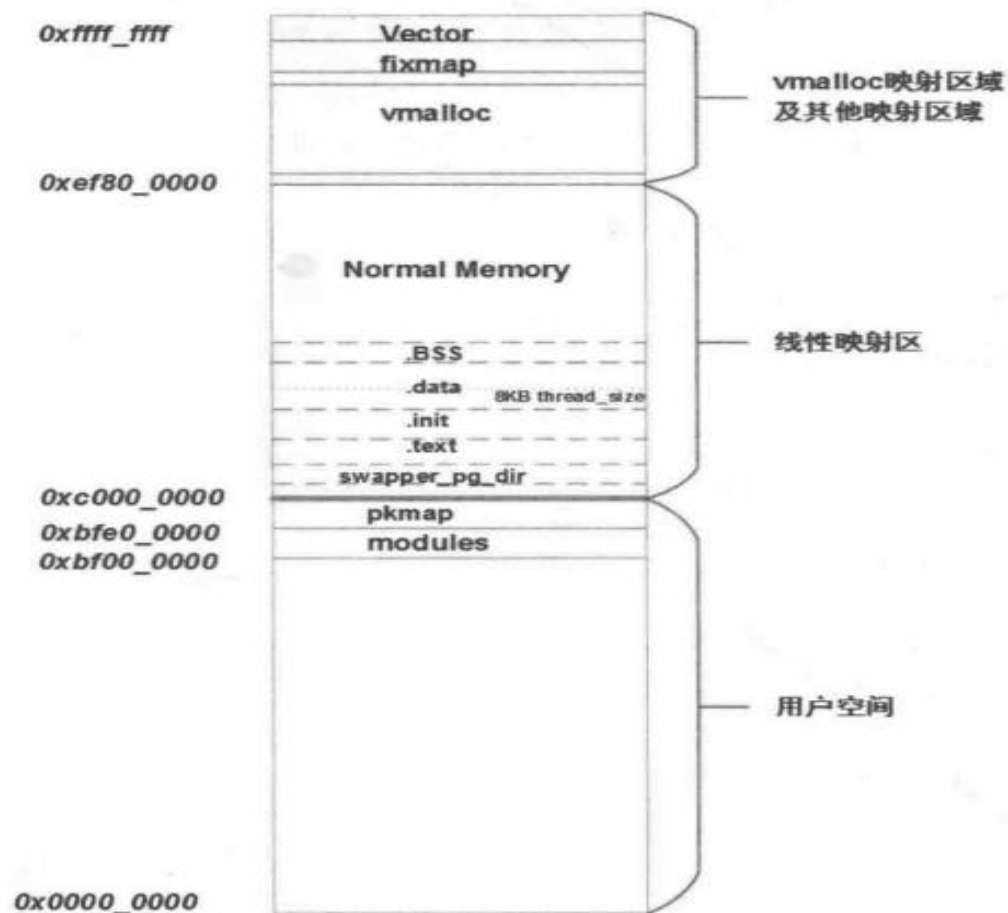 0xffff_ffff
Vector
fixmap
vmalloc
vmalloc映射区域
及其他映射区域
0xef80_0000
Normal Memory
.BSS
.data
8KB thread_size
.init
.text
swapper_pg_dir
线性映射区
0xc000_0000
pkmap
0xbfe0_0000
modules
0xbf00_0000
用户空间
0x0000_0000